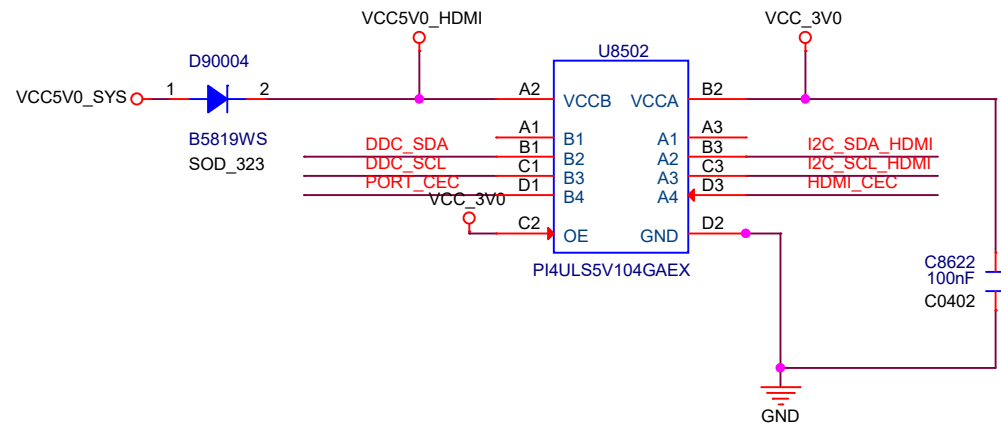 VCC5V0_HDMI
VCC_3V0
D90004
U8502
VCC5V0_SYS
1
2
A2
VCCB
VCCA
B2
B5819WS
SOD_323
A1
B1
A1
A3
DDC_SDA
B1
B2
A2
B3
I2C_SDA_HDMI
DDC_SCL
C1
B3
A3
C3
I2C_SCL_HDMI
PORT_CEC
D1
B4
A4
D3
HDMI_CEC
VCC_3V0
C2
OE
GND
D2
PI4ULS5V104GAEX
C8622
100nF
C0402
GND